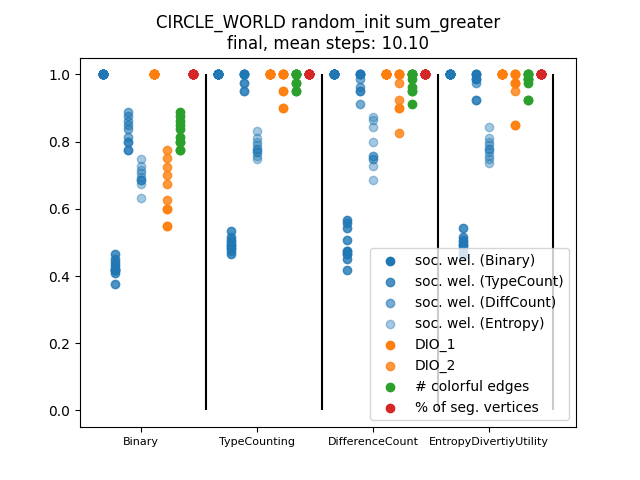 CIRCLE_WORLD random_init sum_greater
final, mean steps: 10.10
1.0
0.8
0.6
0.4
0.2
0.0
soc. wel. (Binary)
soc. wel. (TypeCount)
soc. wel. (DiffCount)
soc. wel. (Entropy)
DIO_1
DIO_2
# colorful edges
% of seg. vertices
Binary
TypeCounting
DifferenceCount
EntropyDivertiyUtility